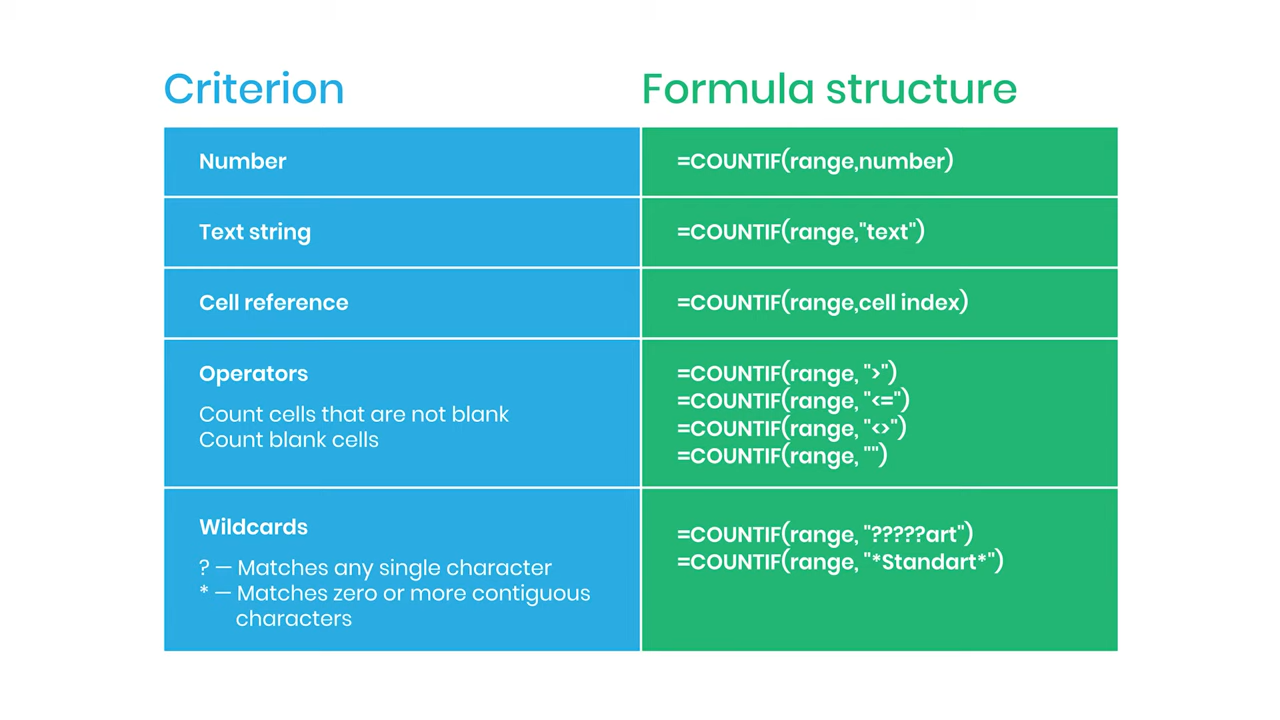 Criterion
Formula structure
Number
=COUNTIF(range,number)
Text string
=COUNTIF(range,"text")
Cell reference
=COUNTIF(range,cell index)
Operators
Count cells that are not blank
Count blank cells
=COUNTIF(range, ">")
=COUNTIF(range, "<=")
=COUNTIF(range, "<>")
=COUNTIF(range, "")
Wildcards
? — Matches any single character
* — Matches zero or more contiguous
characters
=COUNTIF(range, "?????art")
=COUNTIF(range, "*Standart*")